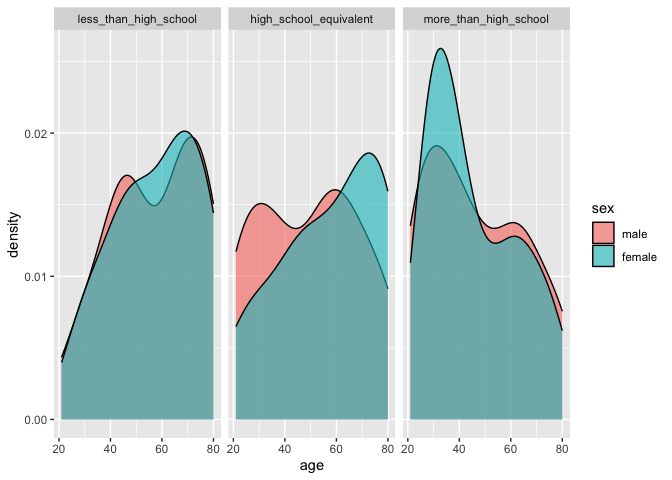 less_than_high_school
high_school_equivalent
more_than_high_school
density
0.02
0.01
0.00
20 40 60 80
20 40 60 80
20 40 60 80
age
sex
male
female